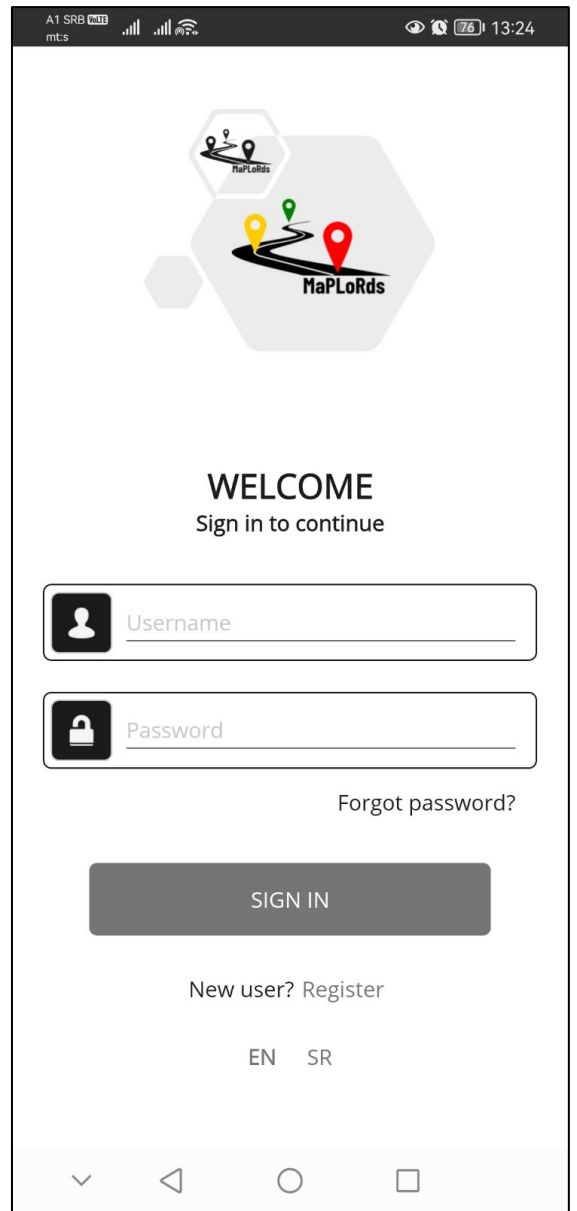 A1 SRB VoLTE
mt:s
76 13:24
MaPLoRds
MaPLoRds
WELCOME
Sign in to continue
Username
Password
Forgot password?
SIGN IN
New user? Register
EN SR